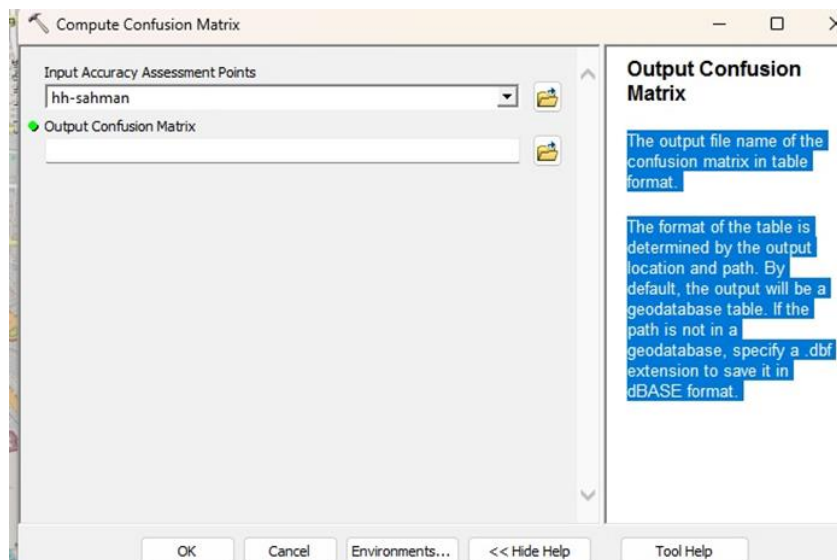 Compute Confusion Matrix
Input Accuracy Assessment Points
hh-sahman
Output Confusion Matrix
Output Confusion
Matrix
The output file name of the
confusion matrix in table
format.
The format of the table is
determined by the output
location and path. By
default, the output will be a
geodatabase table. If the
path is not in a
geodatabase, specify a .dbf
extension to save it in
dBASE format.
OK
Cancel
Environments...
<< Hide Help
Tool Help